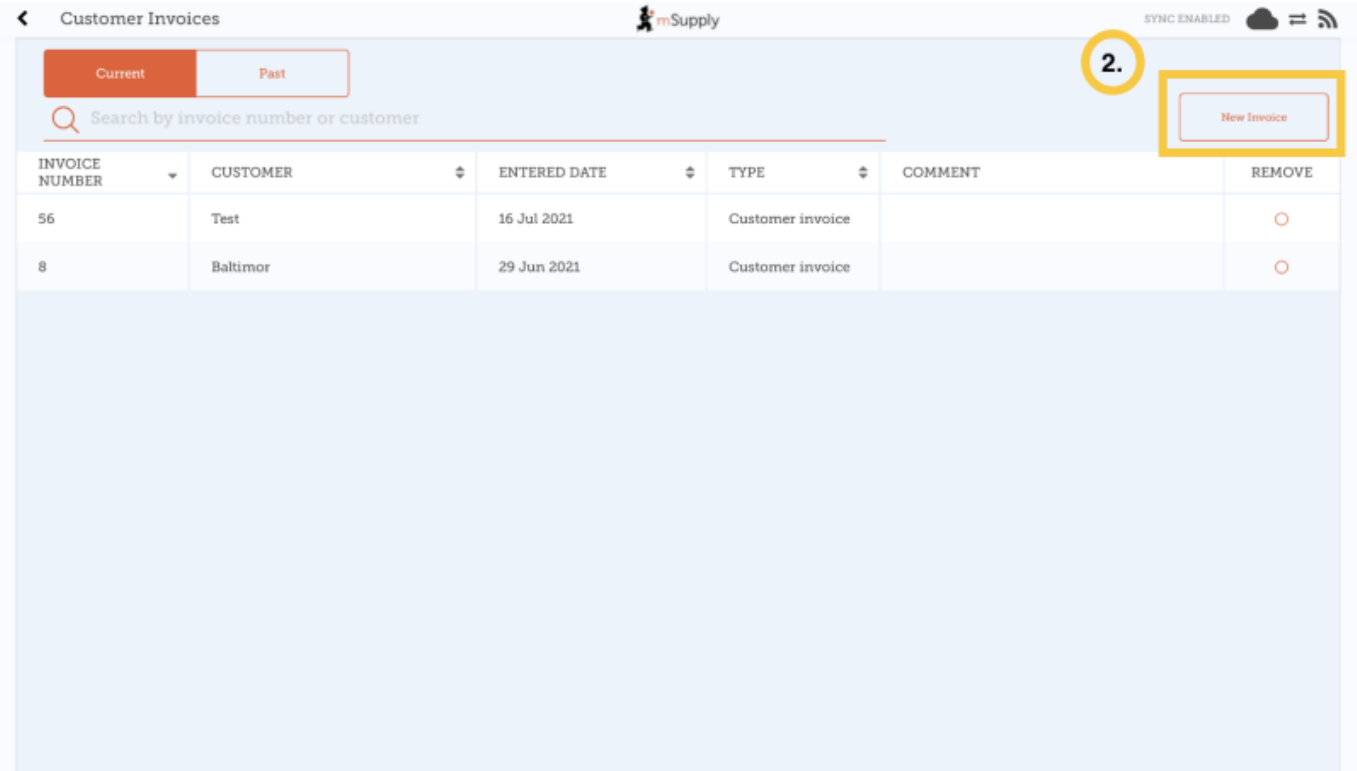 Customer Invoices
mSupply
SYNC ENABLED
Current
Past
2.
Search by invoice number or customer
New Invoice
INVOICE NUMBER
CUSTOMER
ENTERED DATE
TYPE
COMMENT
REMOVE
56
Test
16 Jul 2021
Customer invoice
8
Baltimor
29 Jun 2021
Customer invoice